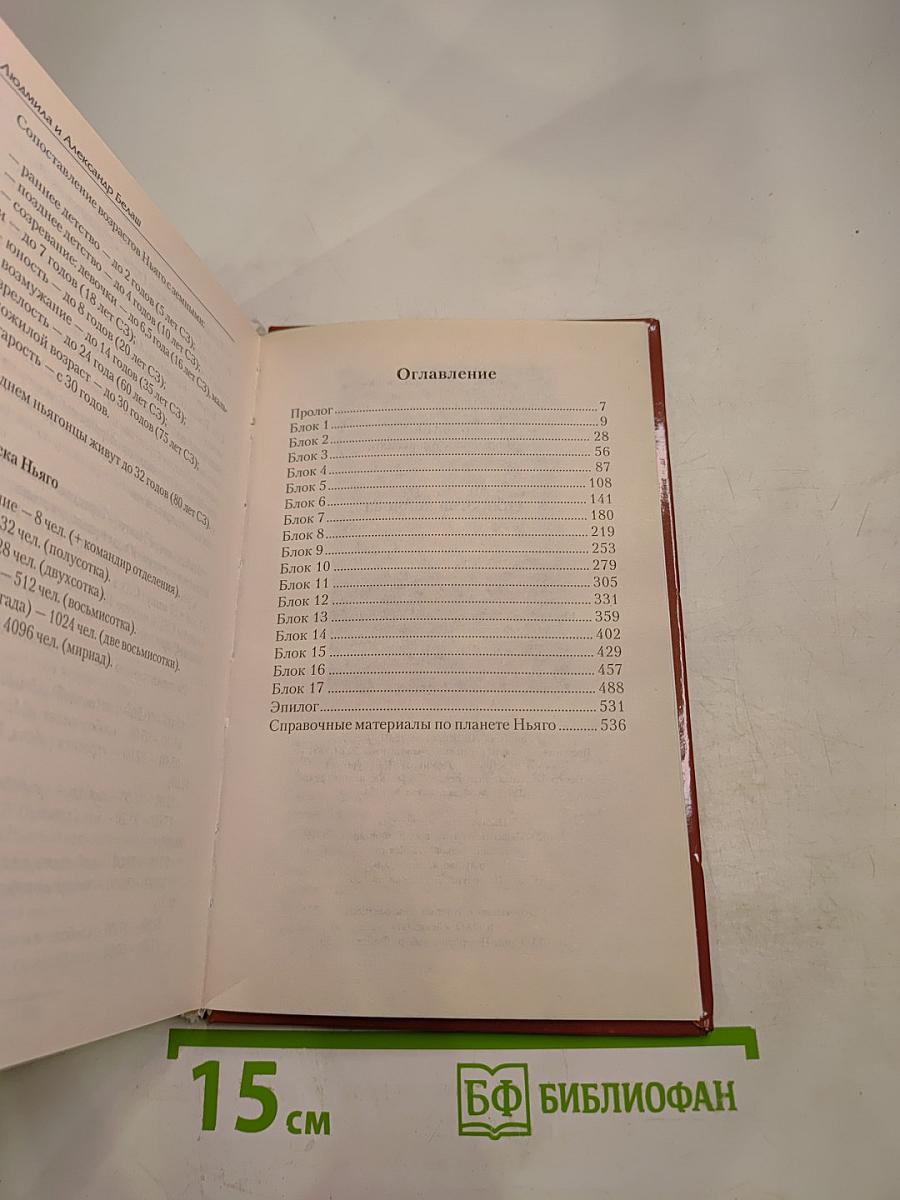 Людмила и Александр Белаш
Сопоставление возрастов Ньяго с земными:
— раннее детство — до 2 годов (5 лет СЗ);
— позднее детство — до 4 годов (10 лет СЗ);
— созревание: девочки — до 6,5 года (16 лет СЗ), маль-
— до 7 годов (18 лет СЗ);
юность — до 8 годов (20 лет СЗ);
возмужание — до 14 годов (35 лет СЗ);
зрелость — до 24 года (60 лет СЗ);
ожилой возраст — до 30 годов (75 лет СЗ);
тарость — с 30 годов.
днем ньягонцы живут до 32 годов (80 лет СЗ).
ска Ньяго
ние — 8 чел. (+ командир отделения).
32 чел. (полусотка).
28 чел. (двухсотка).
— 512 чел. (восьмисотка).
гада) — 1024 чел. (две восьмисотки).
4096 чел. (мириад).
Оглавление
Пролог 7
Блок 1 9
Блок 2 28
Блок 3 56
Блок 4 87
Блок 5 108
Блок 6 141
Блок 7 180
Блок 8 219
Блок 9 253
Блок 10 279
Блок 11 305
Блок 12 331
Блок 13 359
Блок 14 402
Блок 15 429
Блок 16 457
Блок 17 488
Эпилог 531
Справочные материалы по планете Ньяго 536
15 см
БФ БИБЛИОФАН